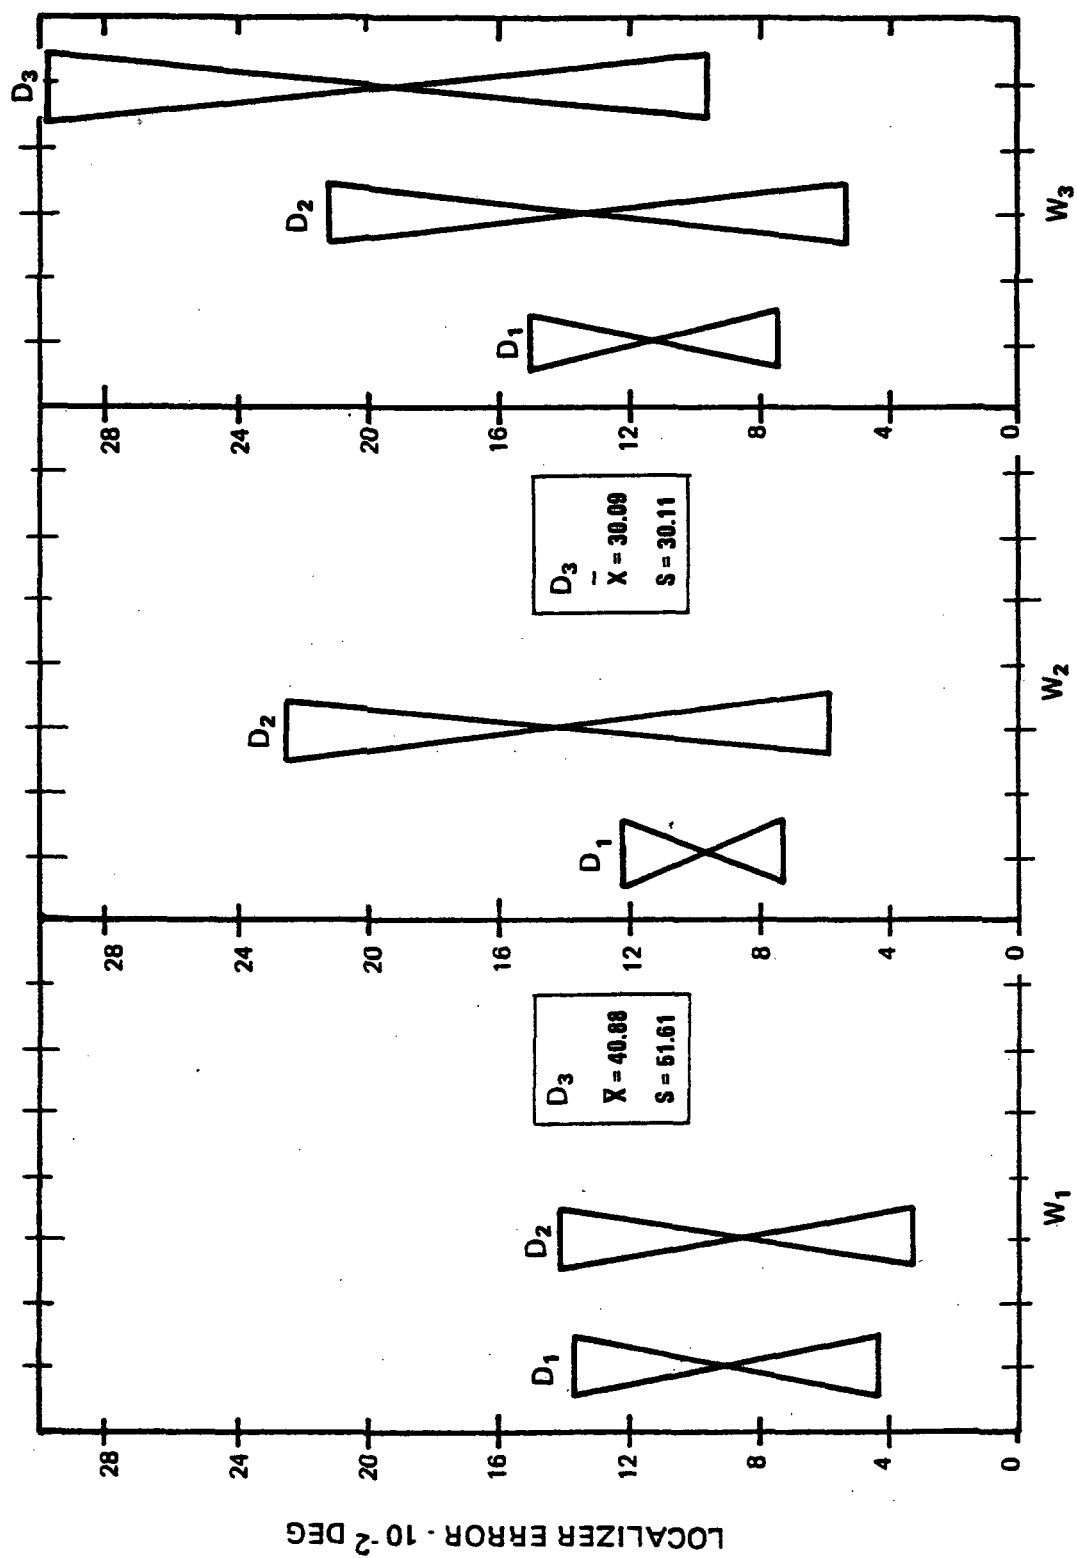 LOCALIZER ERROR - 10-2 DEG
28
24
20
16
12
8
4
0
D1
D2
D3
X̄ = 40.88
S = 51.61
W1
28
24
20
16
12
8
4
0
D1
D2
D3
X̄ = 30.09
S = 30.11
W2
28
24
20
16
12
8
4
0
D1
D2
D3
W3